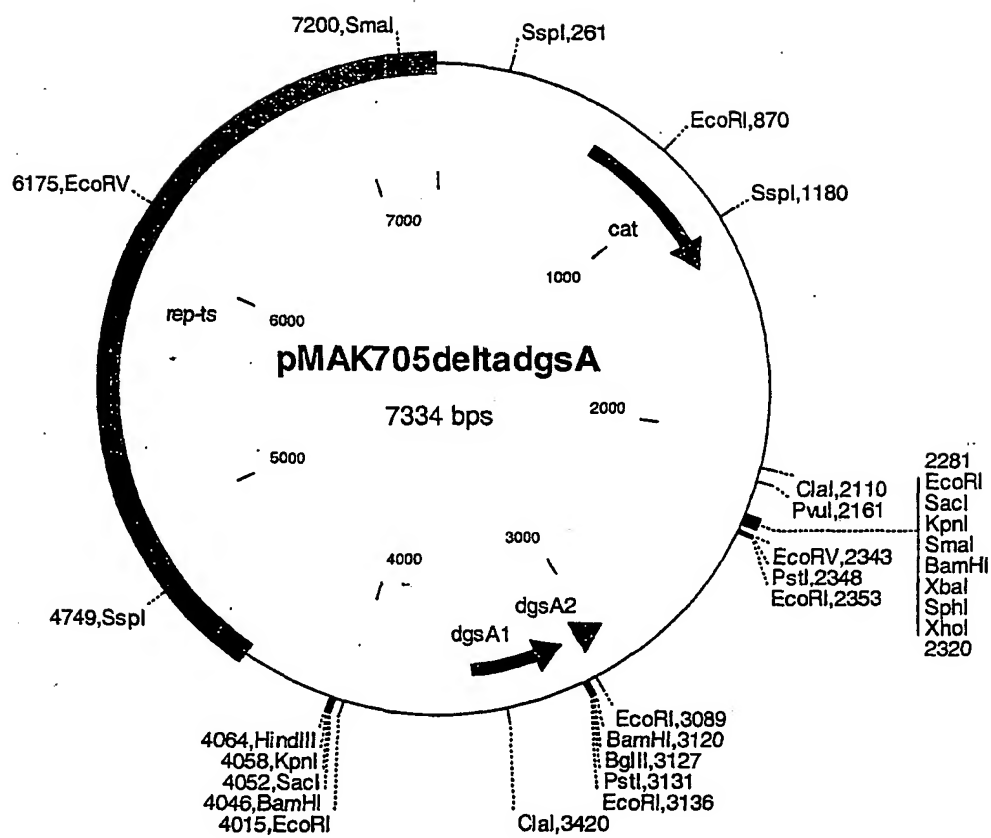 7200,SmaI
SspI,261
EcoRI,870
6175,EcoRV
SspI,1180
7000
cat
1000
rep-ts
6000
pMAK705deltadgsA
7334 bps
2000
5000
2281
EcoRI
SacI
KpnI
SmaI
BamHI
XbaI
SphI
XhoI
2320
ClaI,2110
PvuI,2161
EcoRV,2343
PstI,2348
EcoRI,2353
3000
4000
4749,SspI
dgsA2
dgsA1
EcoRI,3089
BamHI,3120
BglII,3127
PstI,3131
EcoRI,3136
4064,HindIII
4058,KpnI
4052,SacI
4046,BamHI
4015,EcoRI
ClaI,3420